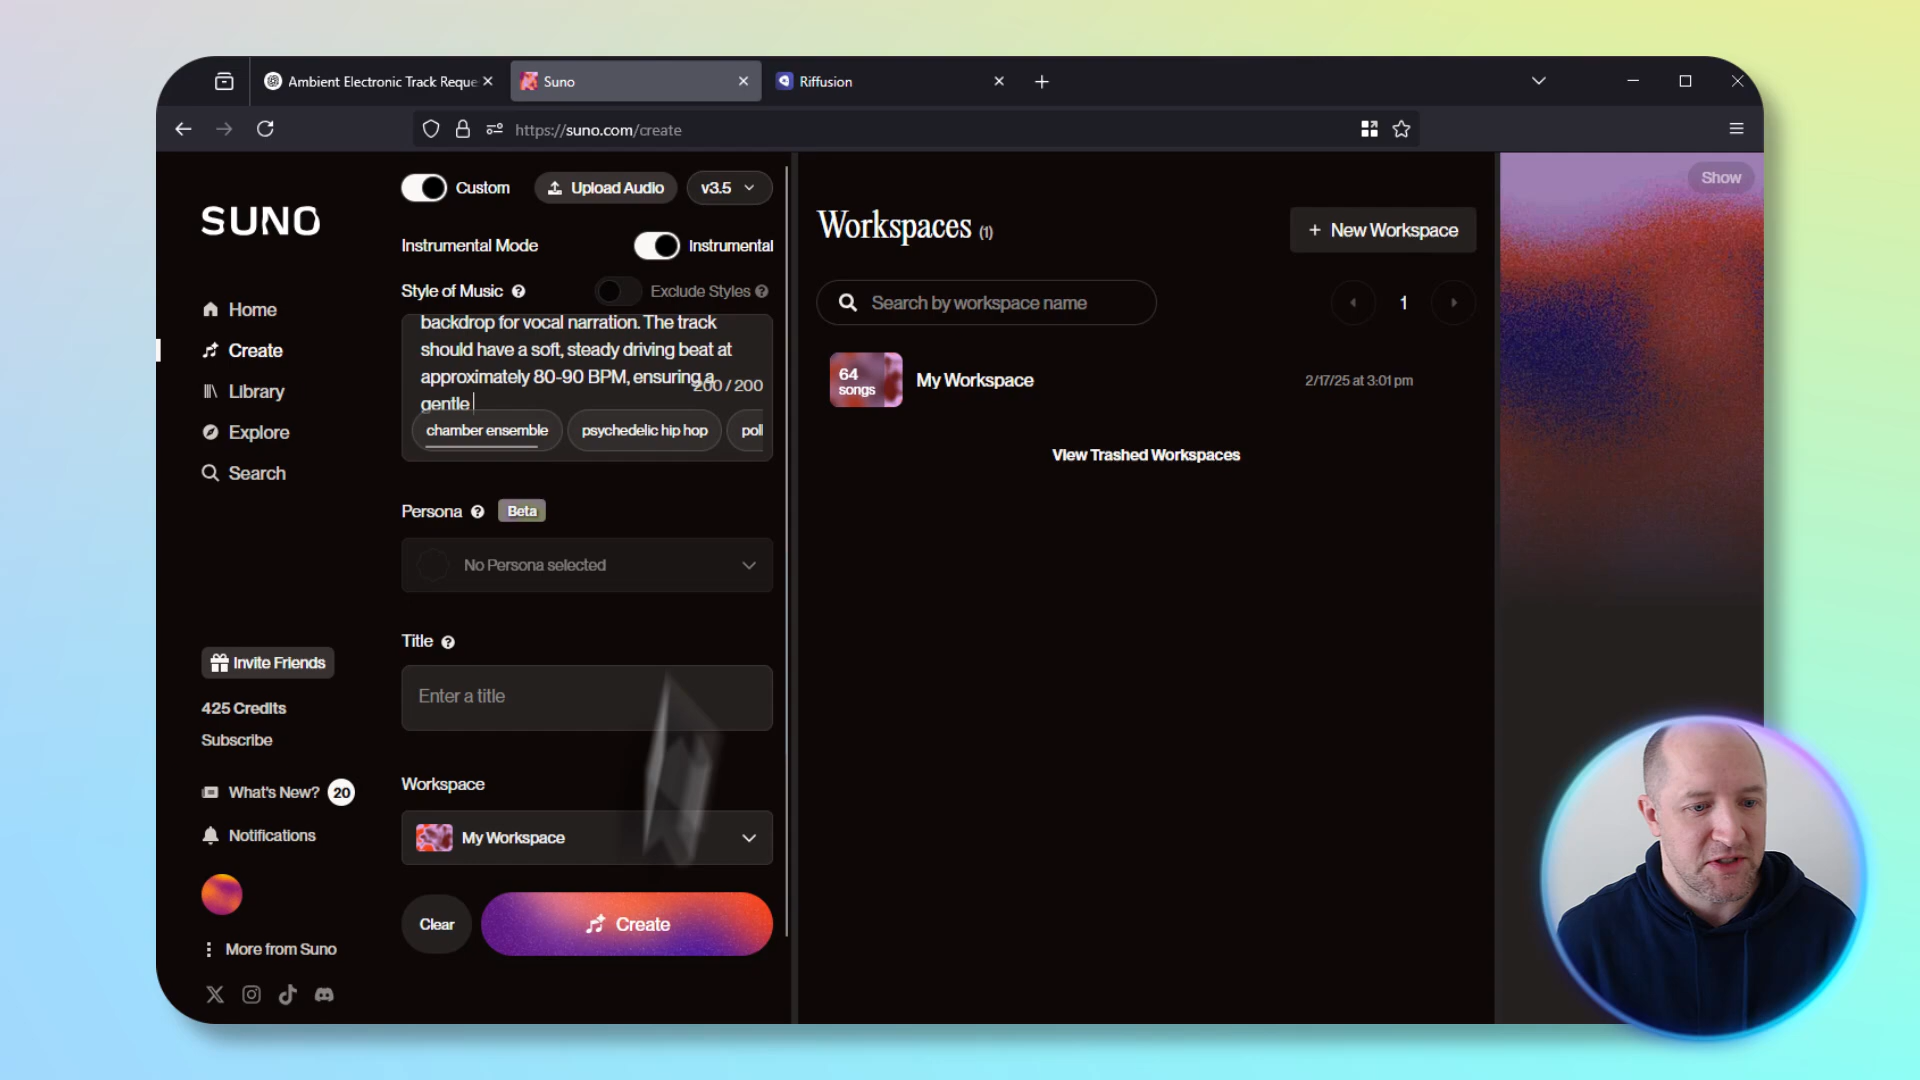 Ambient Electronic Track Reque
Suno
Riffusion
https://suno.com/create
SUNO
Home
Create
Library
Explore
Search
Invite Friends
425 Credits
Subscribe
What's New? 20
Notifications
More from Suno
Custom
Upload Audio
v3.5
Instrumental Mode
Instrumental
Style of Music
Exclude Styles
backdrop for vocal narration. The track
should have a soft, steady driving beat at
approximately 80-90 BPM, ensuring a
200 / 200
gentle
chamber ensemble
psychedelic hip hop
pol
Persona
Beta
No Persona selected
Title
Enter a title
Workspace
My Workspace
Clear
Create
Workspaces (1)
+ New Workspace
Search by workspace name
1
64
songs
My Workspace
2/17/25 at 3:01 pm
View Trashed Workspaces
Show